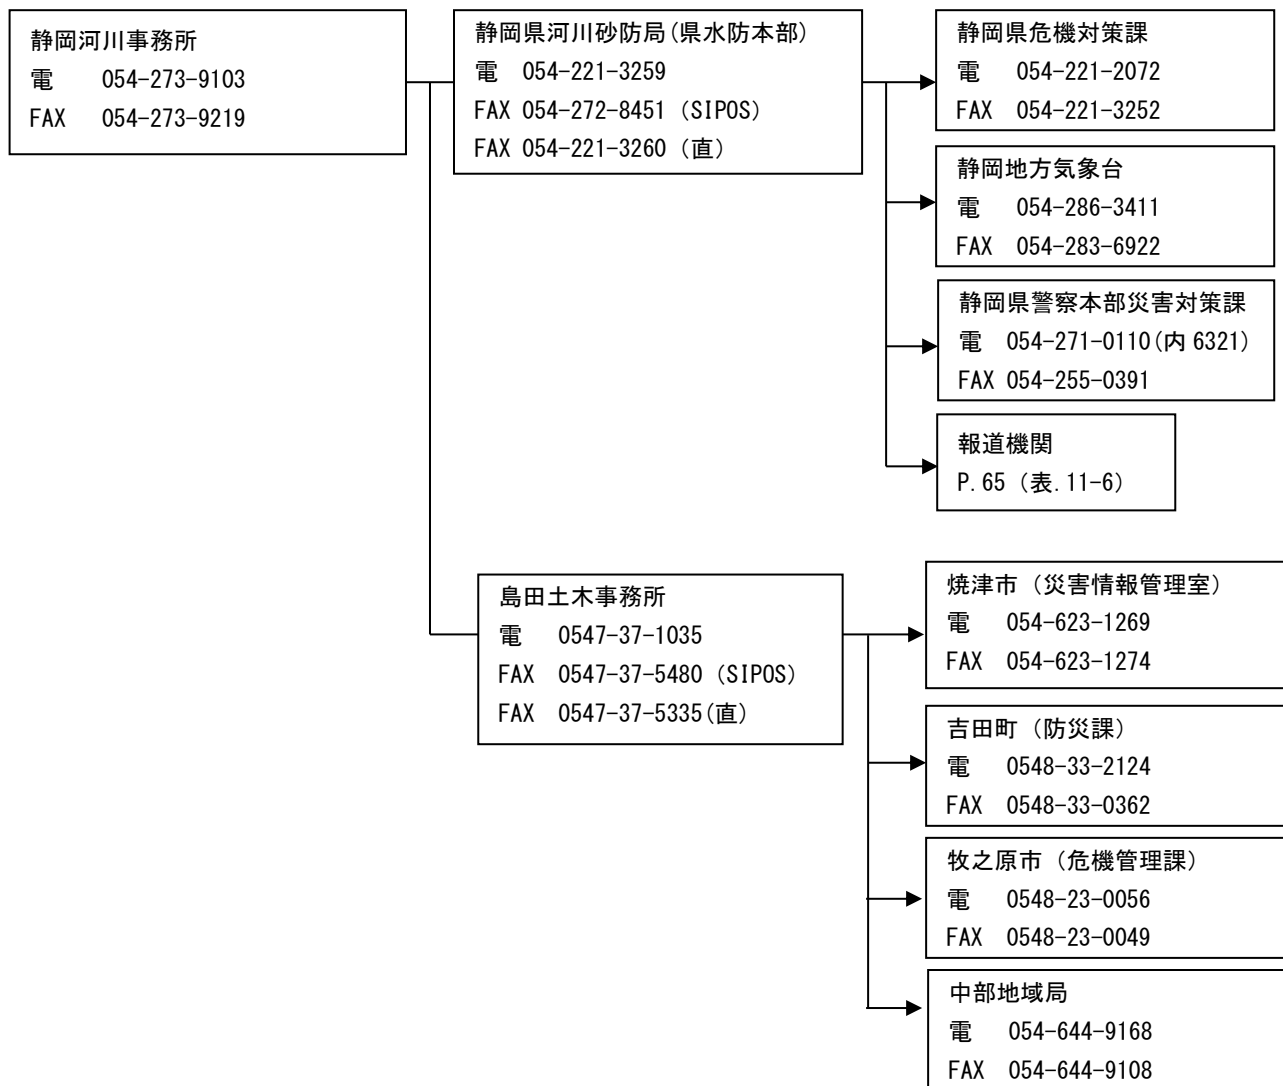 静岡河川事務所
電 054-273-9103
FAX 054-273-9219
静岡県河川砂防局(県水防本部)
電 054-221-3259
FAX 054-272-8451 (SIPOS)
FAX 054-221-3260 (直)
静岡県危機対策課
電 054-221-2072
FAX 054-221-3252
静岡地方気象台
電 054-286-3411
FAX 054-283-6922
静岡県警察本部災害対策課
電 054-271-0110(内 6321)
FAX 054-255-0391
報道機関
P.65 (表.11-6)
島田土木事務所
電 0547-37-1035
FAX 0547-37-5480 (SIPOS)
FAX 0547-37-5335(直)
焼津市 (災害情報管理室)
電 054-623-1269
FAX 054-623-1274
吉田町 (防災課)
電 0548-33-2124
FAX 0548-33-0362
牧之原市 (危機管理課)
電 0548-23-0056
FAX 0548-23-0049
中部地域局
電 054-644-9168
FAX 054-644-9108